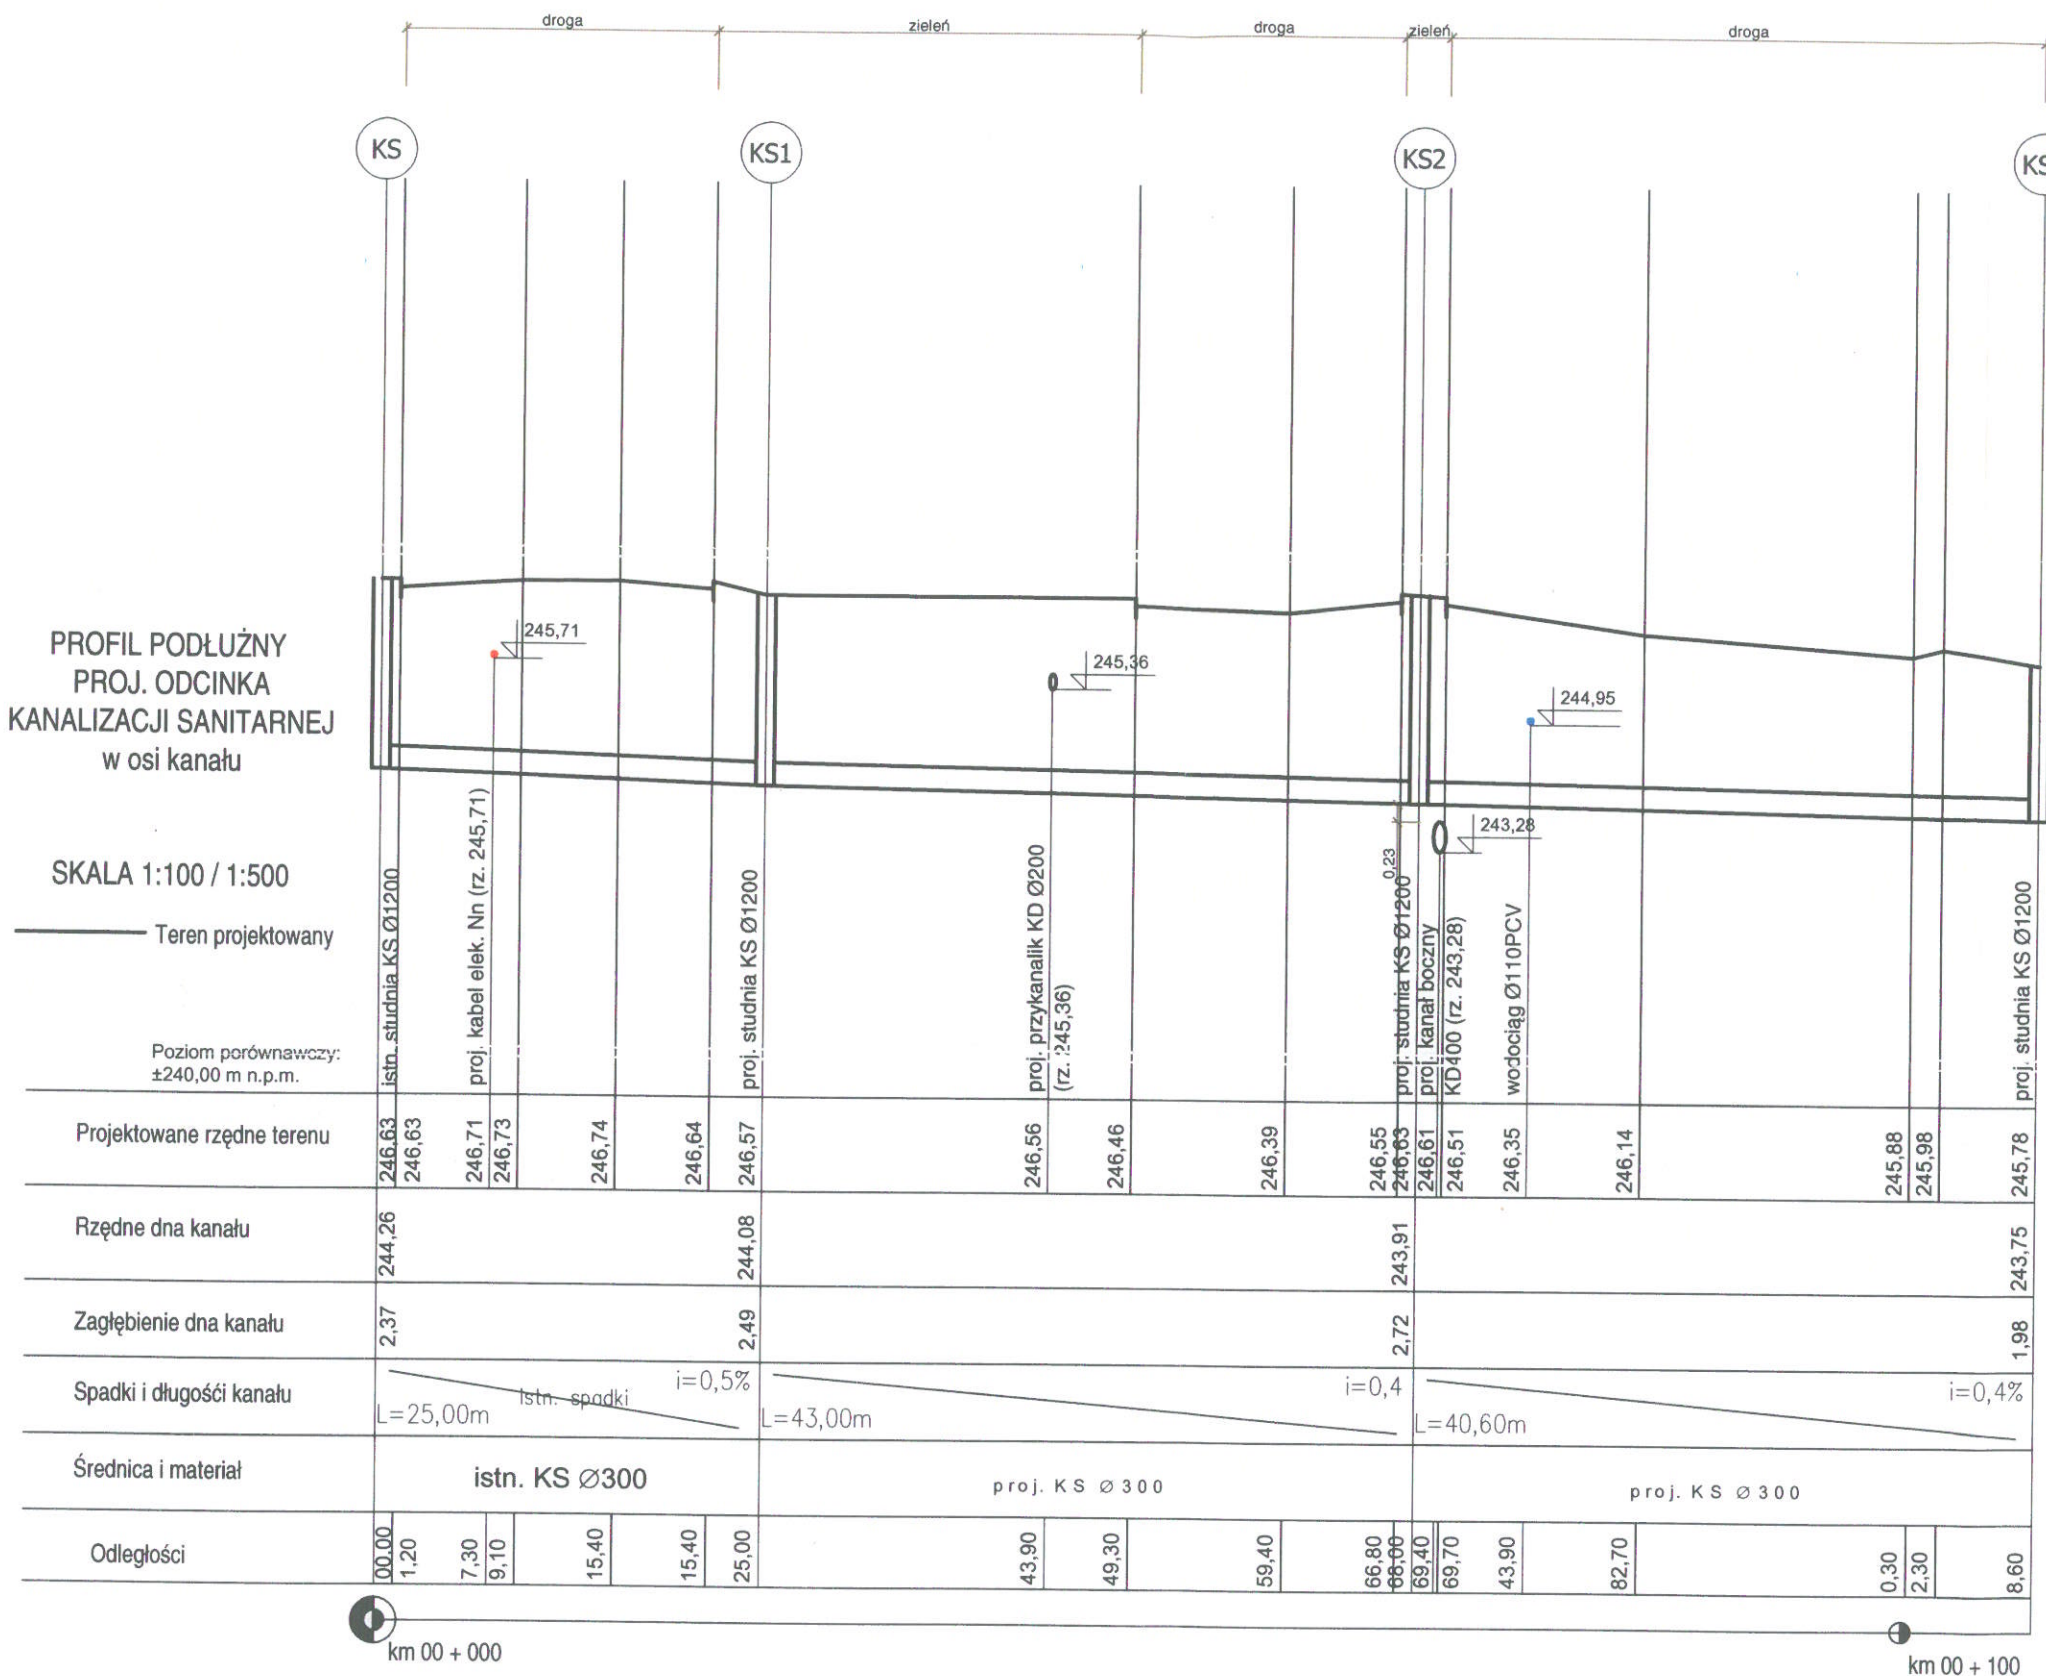 droga
zieleń
droga
zieleń
droga
KS
KS1
KS2
KS
245,71
245,36
244,95
243,28
0,23
PROFIL PODŁUŻNY
PROJ. ODCINKA
KANALIZACJI SANITARNEJ
w osi kanału
SKALA 1:100 / 1:500
Teren projektowany
Poziom porównawczy:
±240,00 m n.p.m.
istn. studnia KS Ø1200
proj. kabel elek. Nn (rz. 245,71)
proj. studnia KS Ø1200
proj. przykanalik KD Ø200
(rz. 245,36)
proj. studnia KS Ø1200
proj. kanał boczny
KD400 (rz. 243,28)
wodociąg Ø110PCV
proj. studnia KS Ø1200
Projektowane rzędne terenu
246,63
246,63
246,71
246,73
246,74
246,64
246,57
246,56
246,46
246,39
246,55
246,63
246,61
246,51
246,35
246,14
245,88
245,98
245,78
Rzędne dna kanału
244,26
244,08
243,91
243,75
Zagłębienie dna kanału
2,37
2,49
2,72
1,98
Spadki i długośći kanału
L=25,00m
istn. spadki
i=0,5%
L=43,00m
i=0,4
L=40,60m
i=0,4%
Średnica i materiał
istn. KS Ø300
proj. KS Ø 300
proj. KS Ø 300
Odległości
00,00
1,20
7,30
9,10
15,40
15,40
25,00
43,90
49,30
59,40
66,80
68,00
69,40
69,70
43,90
82,70
0,30
2,30
8,60
km 00 + 000
km 00 + 100